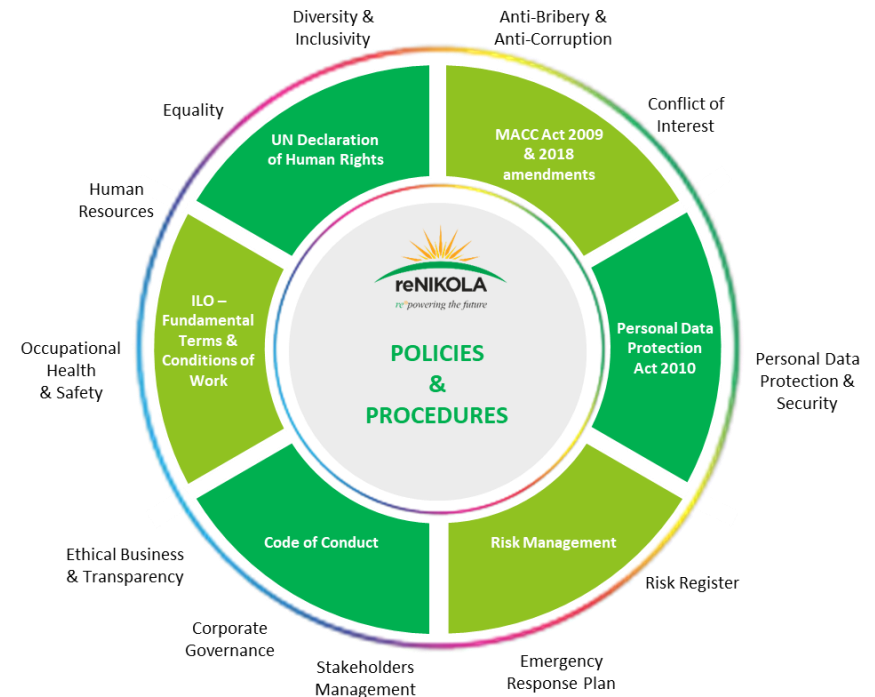 Diversity &
Inclusivity
Anti-Bribery &
Anti-Corruption
Equality
Conflict of
Interest
UN Declaration
of Human Rights
MACC Act 2009
& 2018
amendments
Human
Resources
reNIKOLA
re*powering the future
ILO –
Fundamental
Terms &
Conditions of
Work
Personal Data
Protection
Act 2010
POLICIES
&
PROCEDURES
Occupational
Health
& Safety
Personal Data
Protection &
Security
Code of Conduct
Risk Management
Ethical Business
& Transparency
Risk Register
Corporate
Governance
Stakeholders
Management
Emergency
Response Plan